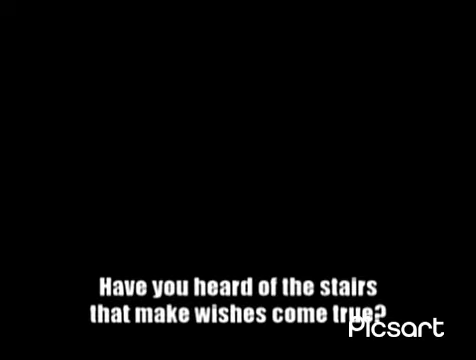 Have you heard of the stairs
that make wishes come true?
Picsart